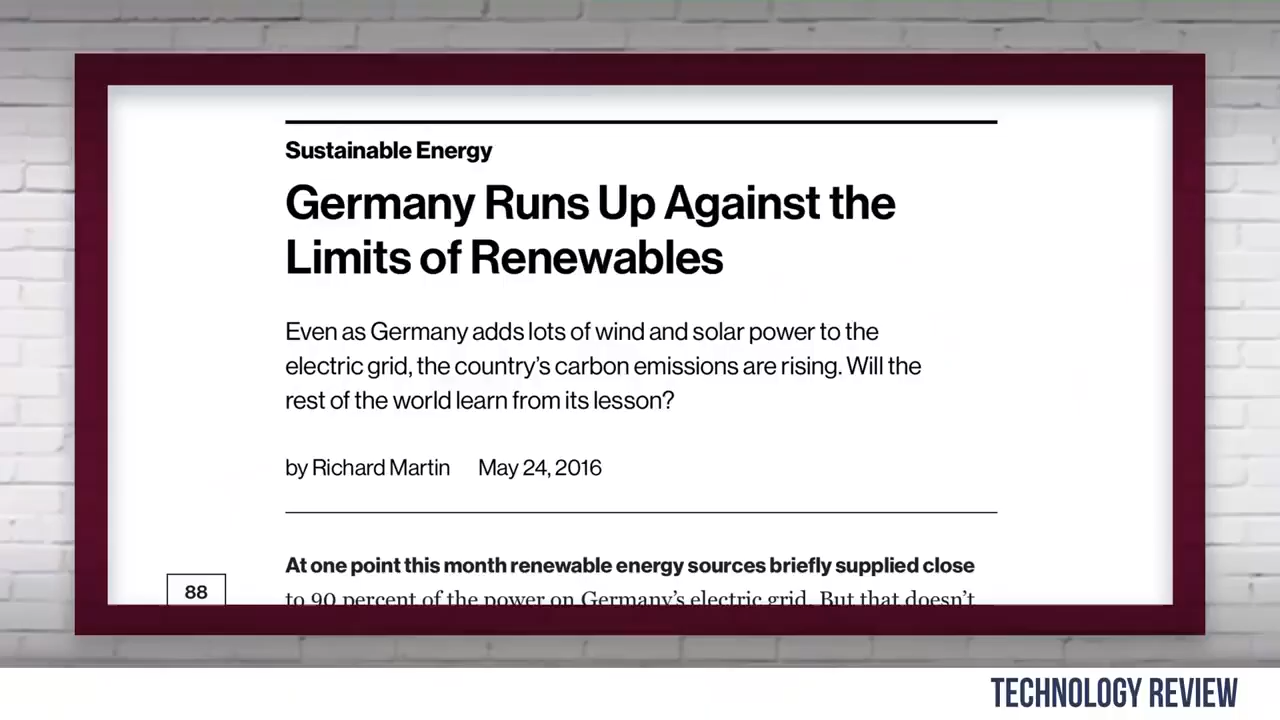 Sustainable Energy
Germany Runs Up Against the
Limits of Renewables
Even as Germany adds lots of wind and solar power to the
electric grid, the country’s carbon emissions are rising. Will the
rest of the world learn from its lesson?
by Richard Martin May 24, 2016
At one point this month renewable energy sources briefly supplied close
88
to 90 percent of the power on Germany’s electric grid. But that doesn’t
TECHNOLOGY REVIEW